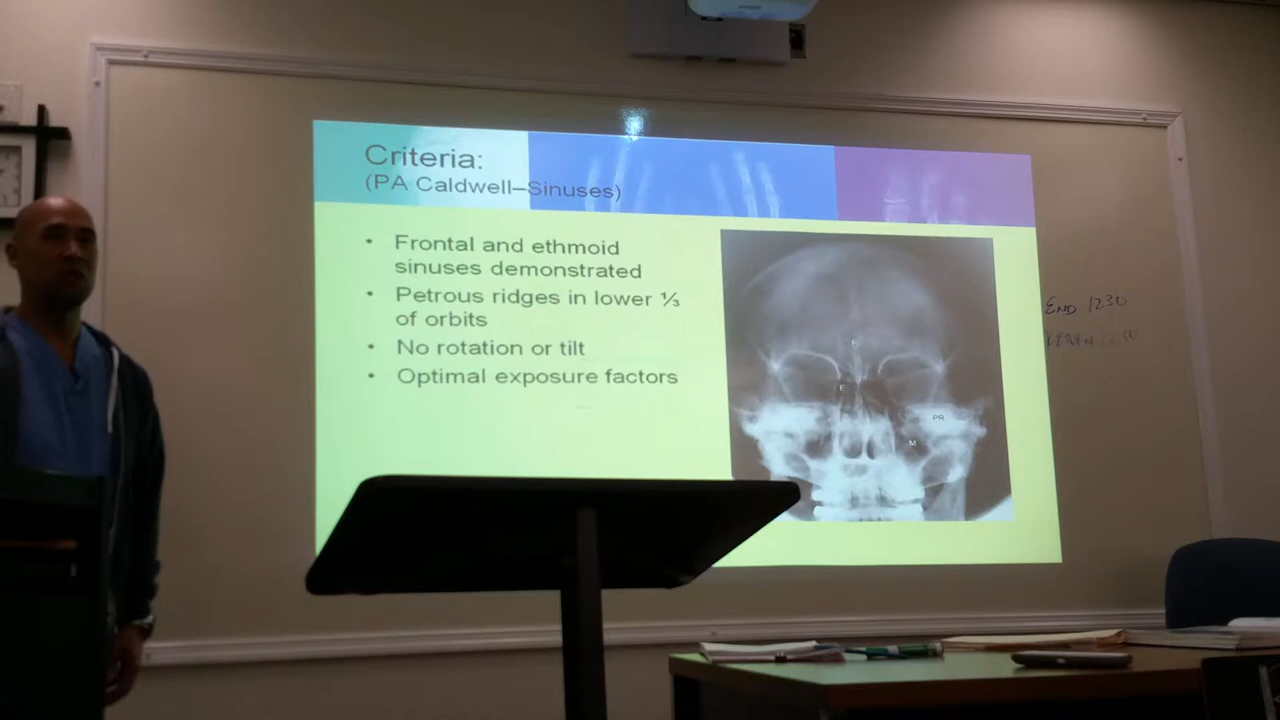 Criteria:
(PA Caldwell–Sinuses)
• Frontal and ethmoid
sinuses demonstrated
• Petrous ridges in lower ⅓
of orbits
• No rotation or tilt
• Optimal exposure factors
F
E
PR
M
END 1230